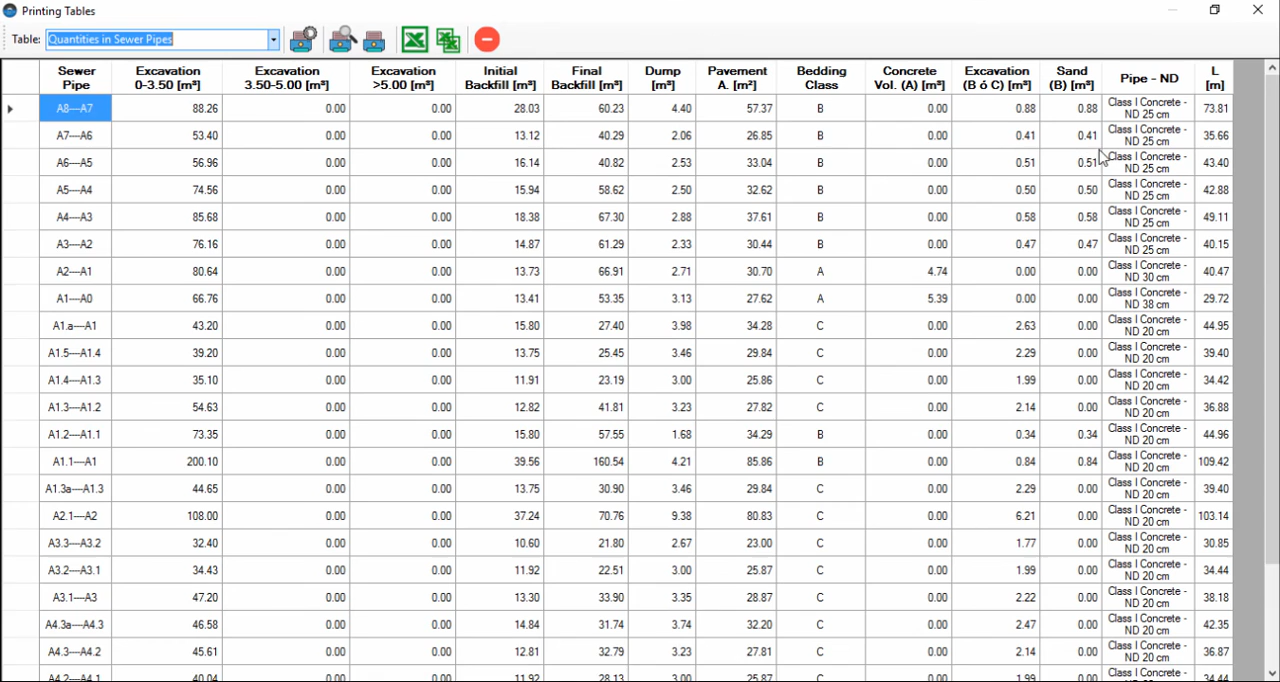 Printing Tables
Table: Quantities in Sewer Pipes
Sewer Pipe | Excavation 0-3.50 [m³] | Excavation 3.50-5.00 [m³] | Excavation >5.00 [m³] | Initial Backfill [m³] | Final Backfill [m³] | Dump [m³] | Pavement A. [m²] | Bedding Class | Concrete Vol. (A) [m³] | Excavation (B ó C) [m³] | Sand (B) [m³] | Pipe - ND | L [m]
A8---A7 88.26 0.00 0.00 28.03 60.23 4.40 57.37 B 0.00 0.88 0.88 Class I Concrete - ND 25 cm 73.81
A7---A6 53.40 0.00 0.00 13.12 40.29 2.06 26.85 B 0.00 0.41 0.41 Class I Concrete - ND 25 cm 35.66
A6---A5 56.96 0.00 0.00 16.14 40.82 2.53 33.04 B 0.00 0.51 0.51 Class I Concrete - ND 25 cm 43.40
A5---A4 74.56 0.00 0.00 15.94 58.62 2.50 32.62 B 0.00 0.50 0.50 Class I Concrete - ND 25 cm 42.88
A4---A3 85.68 0.00 0.00 18.38 67.30 2.88 37.61 B 0.00 0.58 0.58 Class I Concrete - ND 25 cm 49.11
A3---A2 76.16 0.00 0.00 14.87 61.29 2.33 30.44 B 0.00 0.47 0.47 Class I Concrete - ND 25 cm 40.15
A2---A1 80.64 0.00 0.00 13.73 66.91 2.71 30.70 A 4.74 0.00 0.00 Class I Concrete - ND 30 cm 40.47
A1---A0 66.76 0.00 0.00 13.41 53.35 3.13 27.62 A 5.39 0.00 0.00 Class I Concrete - ND 38 cm 29.72
A1.a---A1 43.20 0.00 0.00 15.80 27.40 3.98 34.28 C 0.00 2.63 0.00 Class I Concrete - ND 20 cm 44.95
A1.5---A1.4 39.20 0.00 0.00 13.75 25.45 3.46 29.84 C 0.00 2.29 0.00 Class I Concrete - ND 20 cm 39.40
A1.4---A1.3 35.10 0.00 0.00 11.91 23.19 3.00 25.86 C 0.00 1.99 0.00 Class I Concrete - ND 20 cm 34.42
A1.3---A1.2 54.63 0.00 0.00 12.82 41.81 3.23 27.82 C 0.00 2.14 0.00 Class I Concrete - ND 20 cm 36.88
A1.2---A1.1 73.35 0.00 0.00 15.80 57.55 1.68 34.29 B 0.00 0.34 0.34 Class I Concrete - ND 20 cm 44.96
A1.1---A1 200.10 0.00 0.00 39.56 160.54 4.21 85.86 B 0.00 0.84 0.84 Class I Concrete - ND 20 cm 109.42
A1.3a---A1.3 44.65 0.00 0.00 13.75 30.90 3.46 29.84 C 0.00 2.29 0.00 Class I Concrete - ND 20 cm 39.40
A2.1---A2 108.00 0.00 0.00 37.24 70.76 9.38 80.83 C 0.00 6.21 0.00 Class I Concrete - ND 20 cm 103.14
A3.3---A3.2 32.40 0.00 0.00 10.60 21.80 2.67 23.00 C 0.00 1.77 0.00 Class I Concrete - ND 20 cm 30.85
A3.2---A3.1 34.43 0.00 0.00 11.92 22.51 3.00 25.87 C 0.00 1.99 0.00 Class I Concrete - ND 20 cm 34.44
A3.1---A3 47.20 0.00 0.00 13.30 33.90 3.35 28.87 C 0.00 2.22 0.00 Class I Concrete - ND 20 cm 38.18
A4.3a---A4.3 46.58 0.00 0.00 14.84 31.74 3.74 32.20 C 0.00 2.47 0.00 Class I Concrete - ND 20 cm 42.35
A4.3---A4.2 45.61 0.00 0.00 12.81 32.79 3.23 27.81 C 0.00 2.14 0.00 Class I Concrete - ND 20 cm 36.87
A4.2---A4.1 40.04 0.00 0.00 11.92 28.13 3.00 25.87 C 0.00 1.99 0.00 Class I Concrete - 34.44